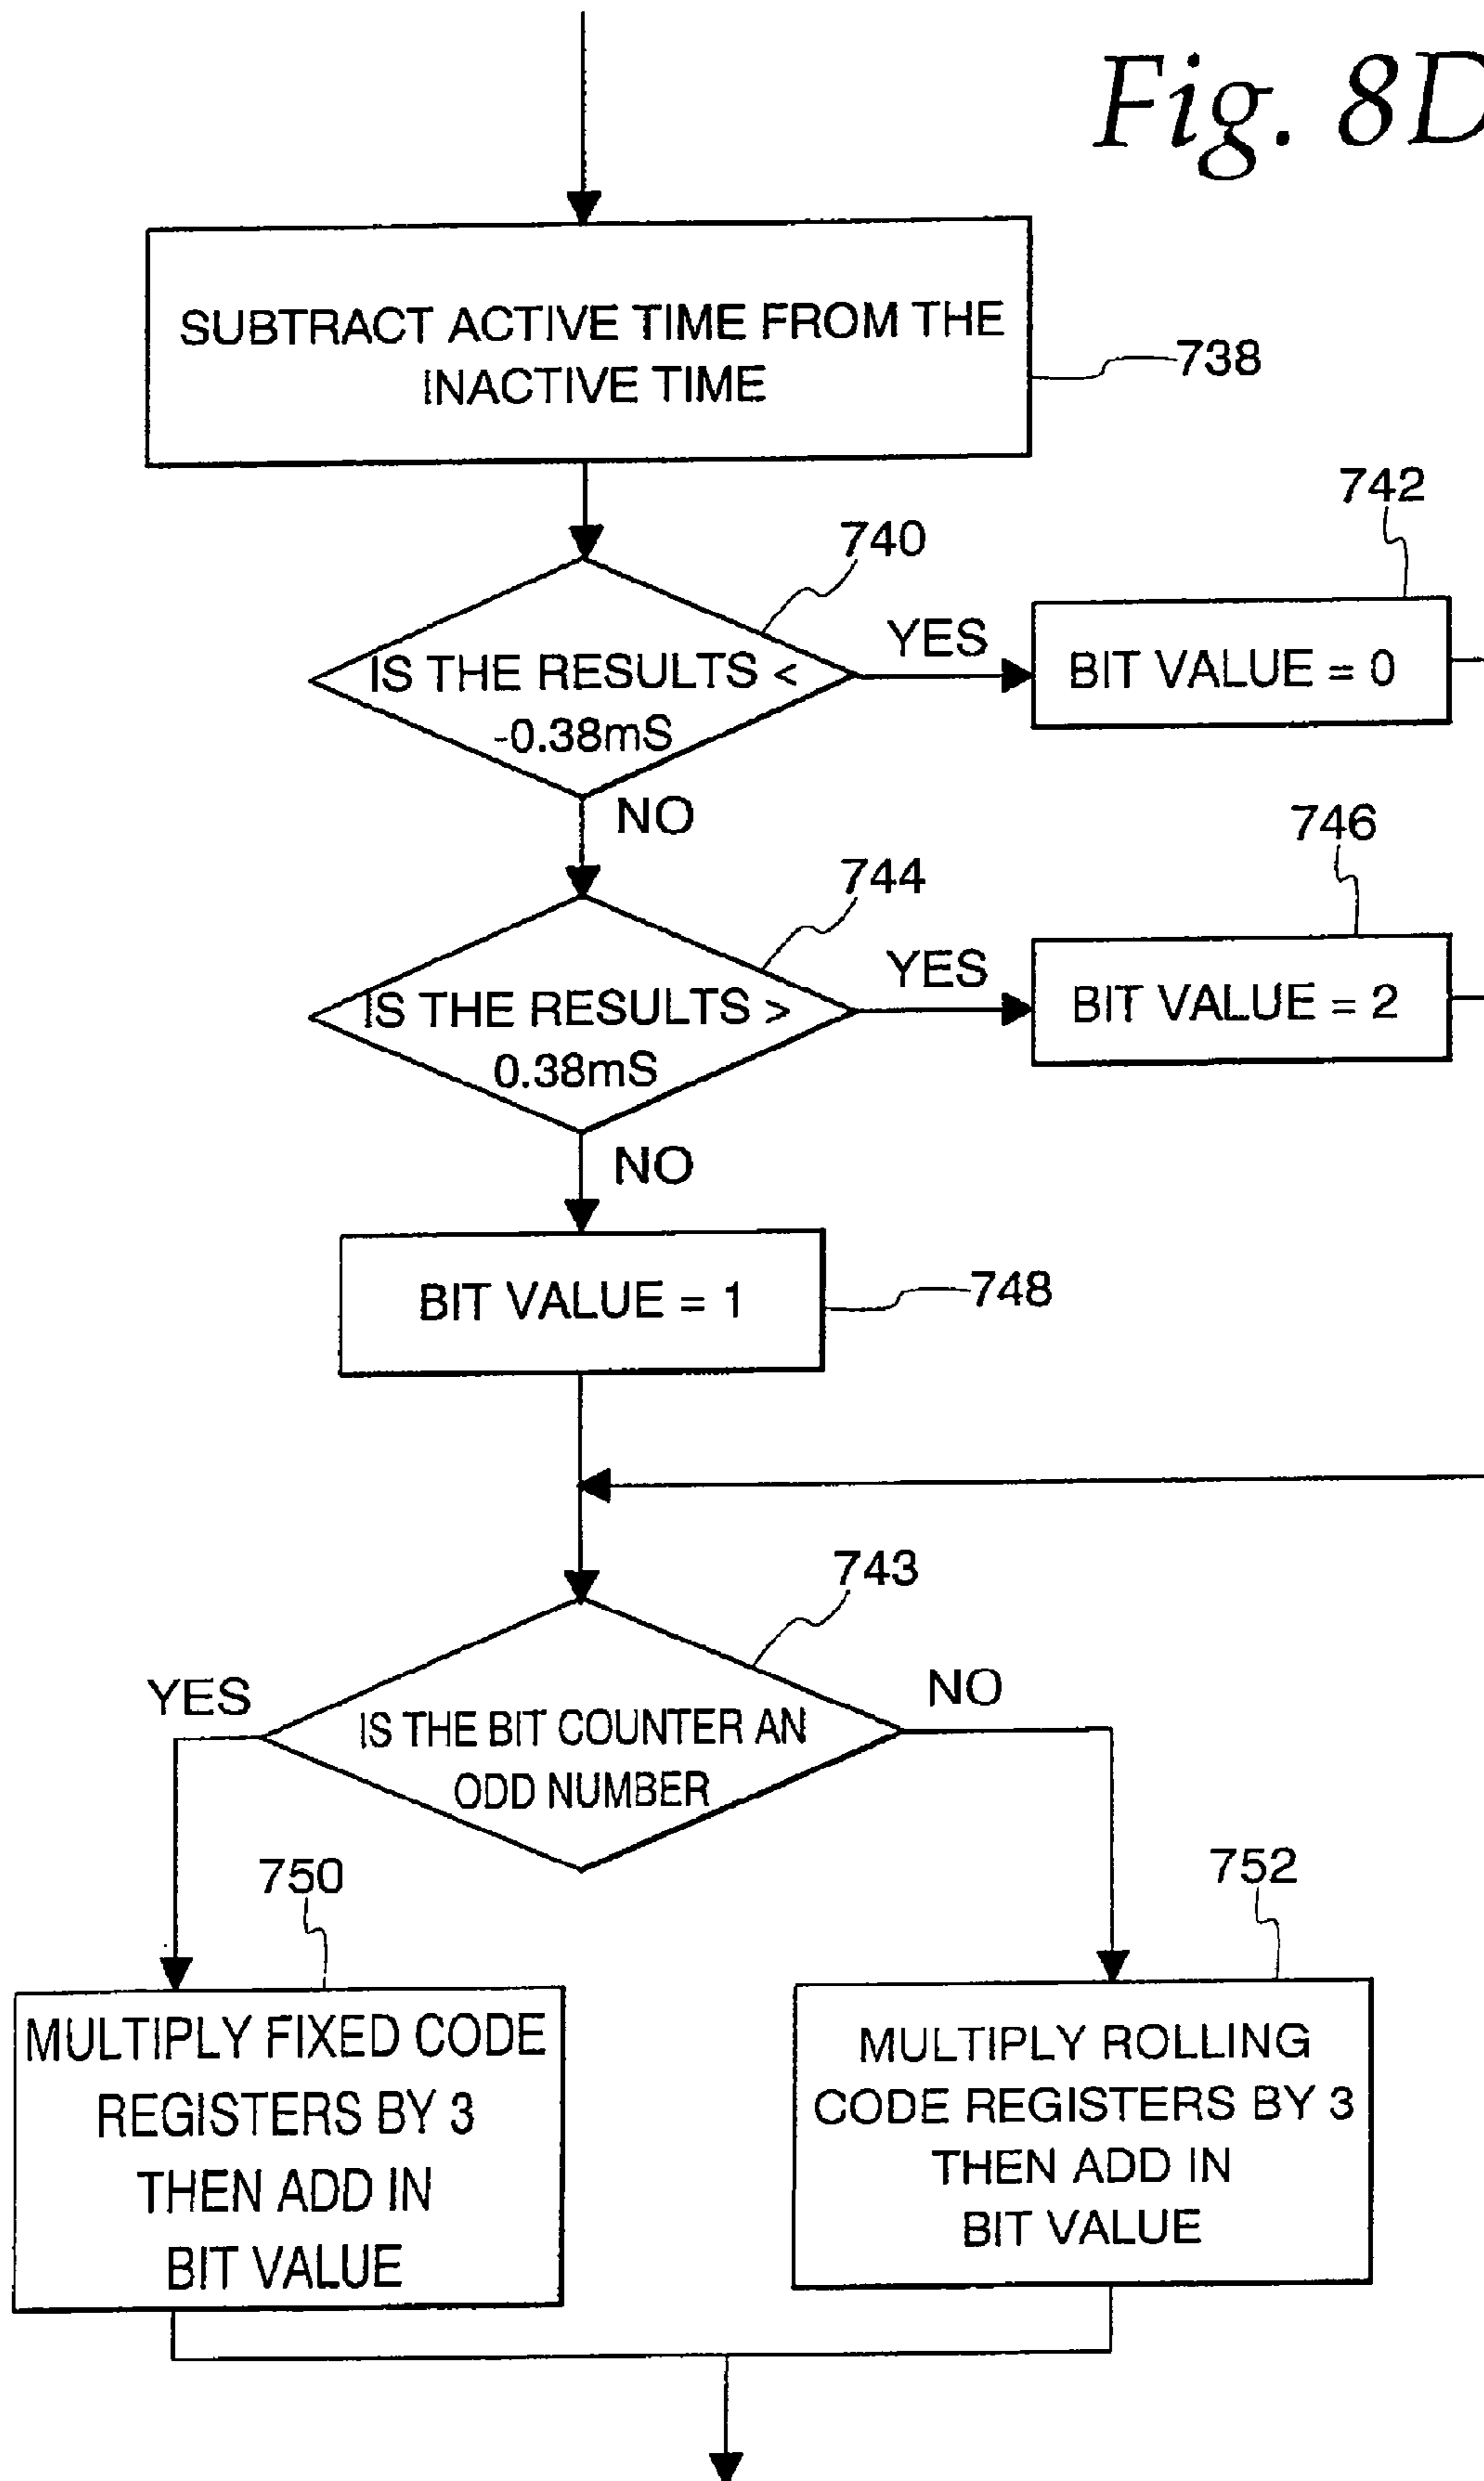 Fig. 8D
SUBTRACT ACTIVE TIME FROM THE
INACTIVE TIME
738
740
IS THE RESULTS <
-0.38mS
YES
742
BIT VALUE = 0
NO
744
IS THE RESULTS >
0.38mS
YES
746
BIT VALUE = 2
NO
BIT VALUE = 1
748
743
YES
IS THE BIT COUNTER AN
ODD NUMBER
NO
750
MULTIPLY FIXED CODE
REGISTERS BY 3
THEN ADD IN
BIT VALUE
752
MULTIPLY ROLLING
CODE REGISTERS BY 3
THEN ADD IN
BIT VALUE